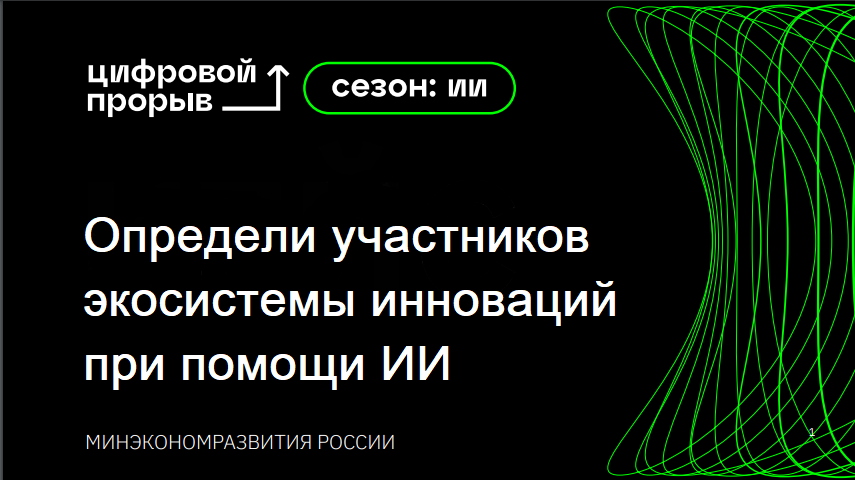 цифровой
прорыв
сезон: ии
Определи участников
экосистемы инноваций
при помощи ИИ
МИНЭКОНОМРАЗВИТИЯ РОССИИ
1